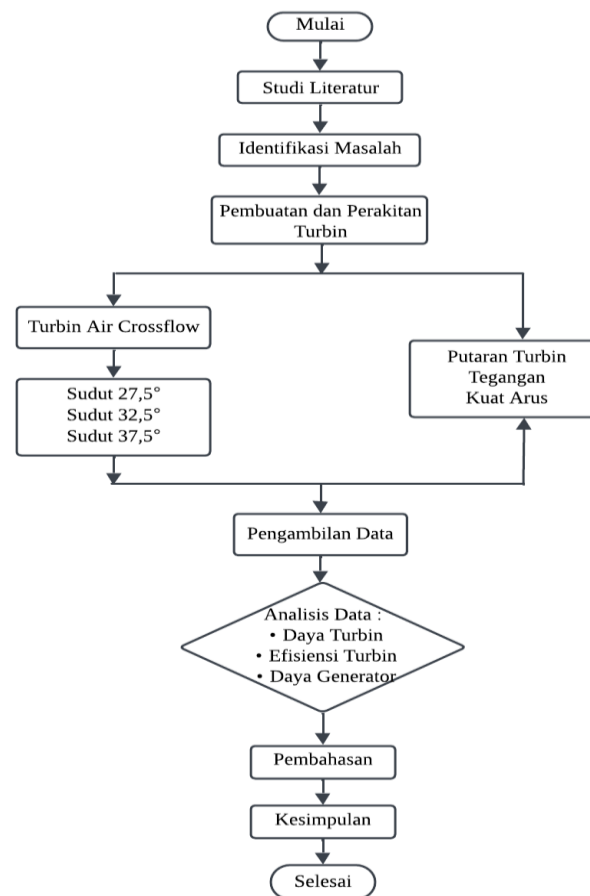 Mulai
Studi Literatur
Identifikasi Masalah
Pembuatan dan Perakitan
Turbin
Turbin Air Crossflow
Sudut 27,5°
Sudut 32,5°
Sudut 37,5°
Putaran Turbin
Tegangan
Kuat Arus
Pengambilan Data
Analisis Data :
• Daya Turbin
• Efisiensi Turbin
• Daya Generator
Pembahasan
Kesimpulan
Selesai